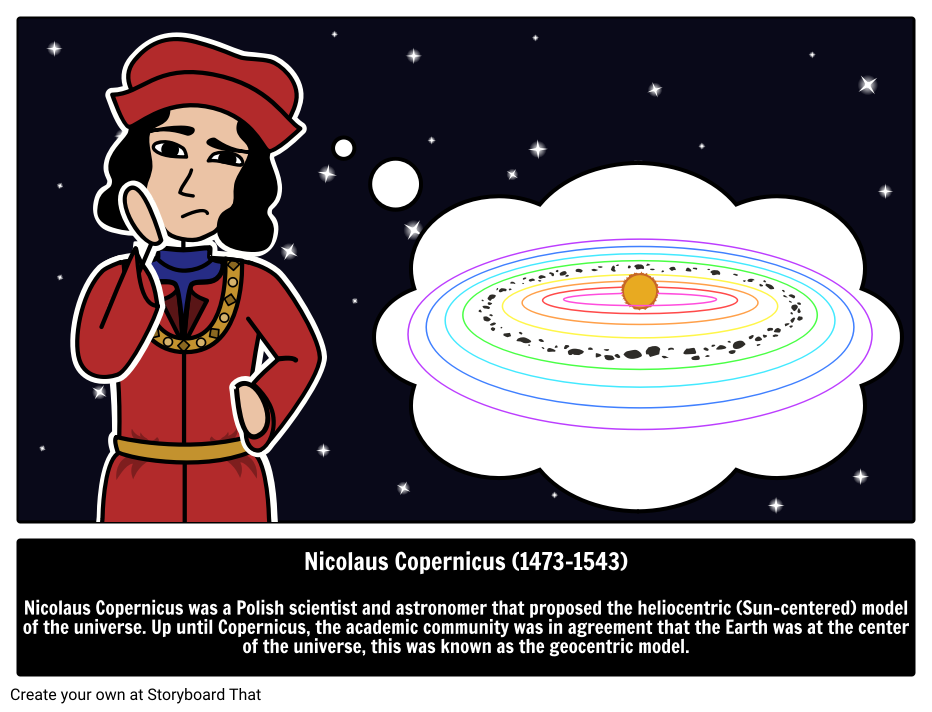 Nicolaus Copernicus (1473-1543)
Nicolaus Copernicus was a Polish scientist and astronomer that proposed the heliocentric (Sun-centered) model
of the universe. Up until Copernicus, the academic community was in agreement that the Earth was at the center
of the universe, this was known as the geocentric model.
Create your own at Storyboard That